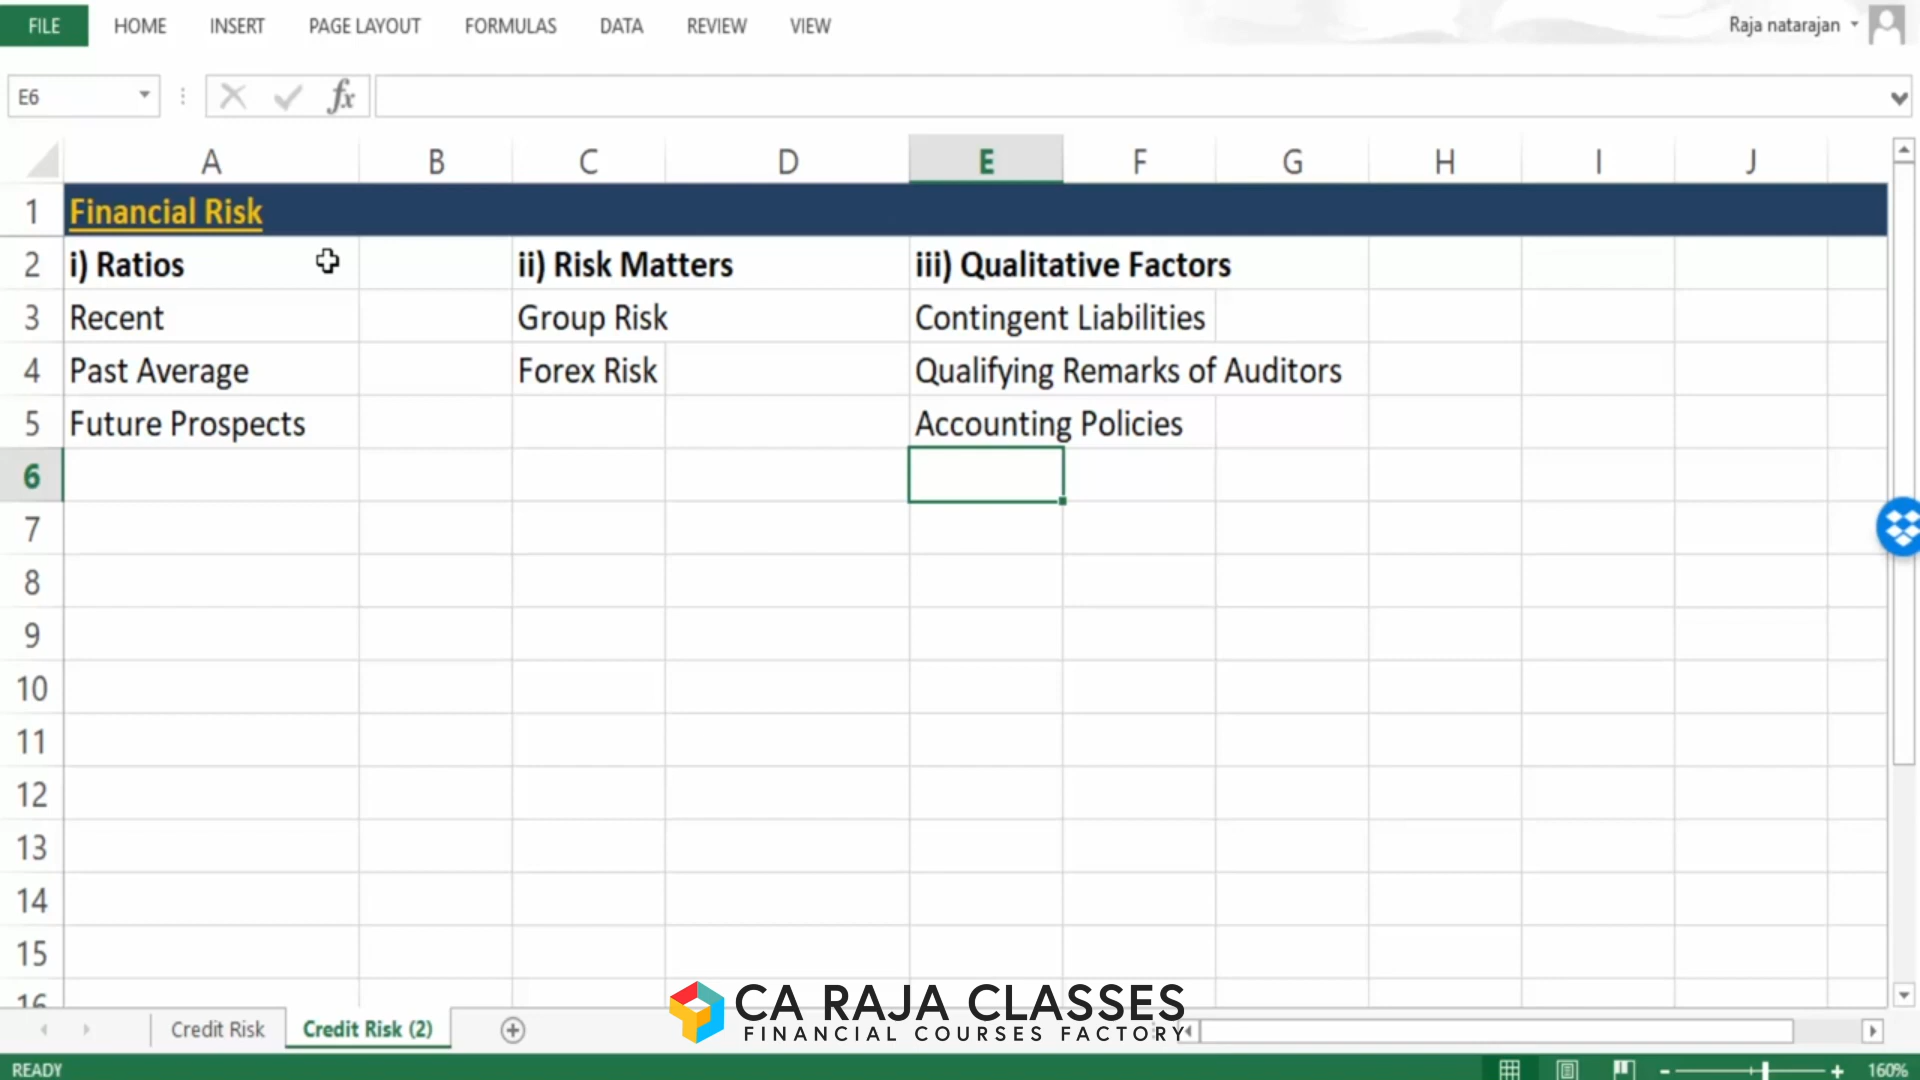 FILE HOME INSERT PAGE LAYOUT FORMULAS DATA REVIEW VIEW Raja natarajan
E6 fx
A B C D E F G H I J
1 Financial Risk
2 i) Ratios ii) Risk Matters iii) Qualitative Factors
3 Recent Group Risk Contingent Liabilities
4 Past Average Forex Risk Qualifying Remarks of Auditors
5 Future Prospects Accounting Policies
6
7
8
9
10
11
12
13
14
15
16
CA RAJA CLASSES
FINANCIAL COURSES FACTORY
Credit Risk Credit Risk (2)
READY 160%